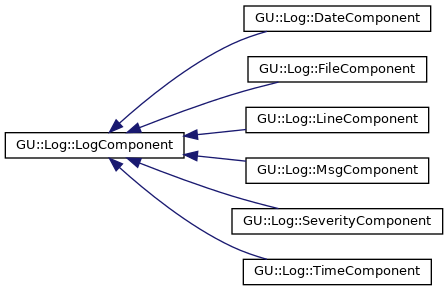 GU::Log::DateComponent
GU::Log::FileComponent
GU::Log::LineComponent
GU::Log::LogComponent
GU::Log::MsgComponent
GU::Log::SeverityComponent
GU::Log::TimeComponent